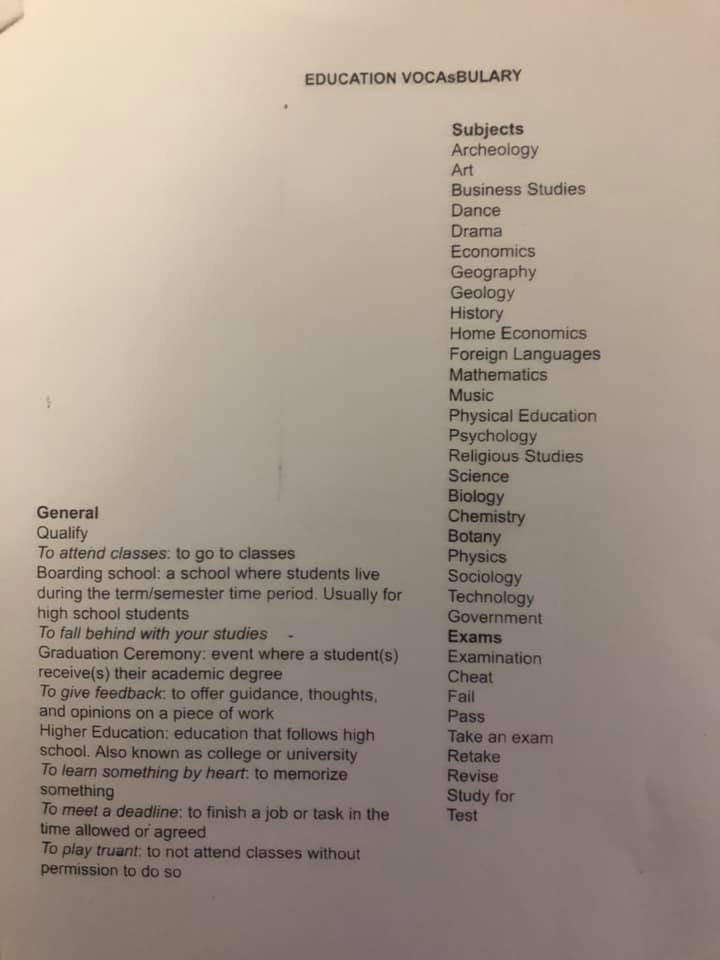 EDUCATION VOCAsBULARY
General
Qualify
To attend classes: to go to classes
Boarding school: a school where students live
during the term/semester time period. Usually for
high school students
To fall behind with your studies -
Graduation Ceremony: event where a student(s)
receive(s) their academic degree
To give feedback: to offer guidance, thoughts,
and opinions on a piece of work
Higher Education: education that follows high
school. Also known as college or university
To learn something by heart: to memorize
something
To meet a deadline: to finish a job or task in the
time allowed or agreed
To play truant: to not attend classes without
permission to do so
Subjects
Archeology
Art
Business Studies
Dance
Drama
Economics
Geography
Geology
History
Home Economics
Foreign Languages
Mathematics
Music
Physical Education
Psychology
Religious Studies
Science
Biology
Chemistry
Botany
Physics
Sociology
Technology
Government
Exams
Examination
Cheat
Fail
Pass
Take an exam
Retake
Revise
Study for
Test